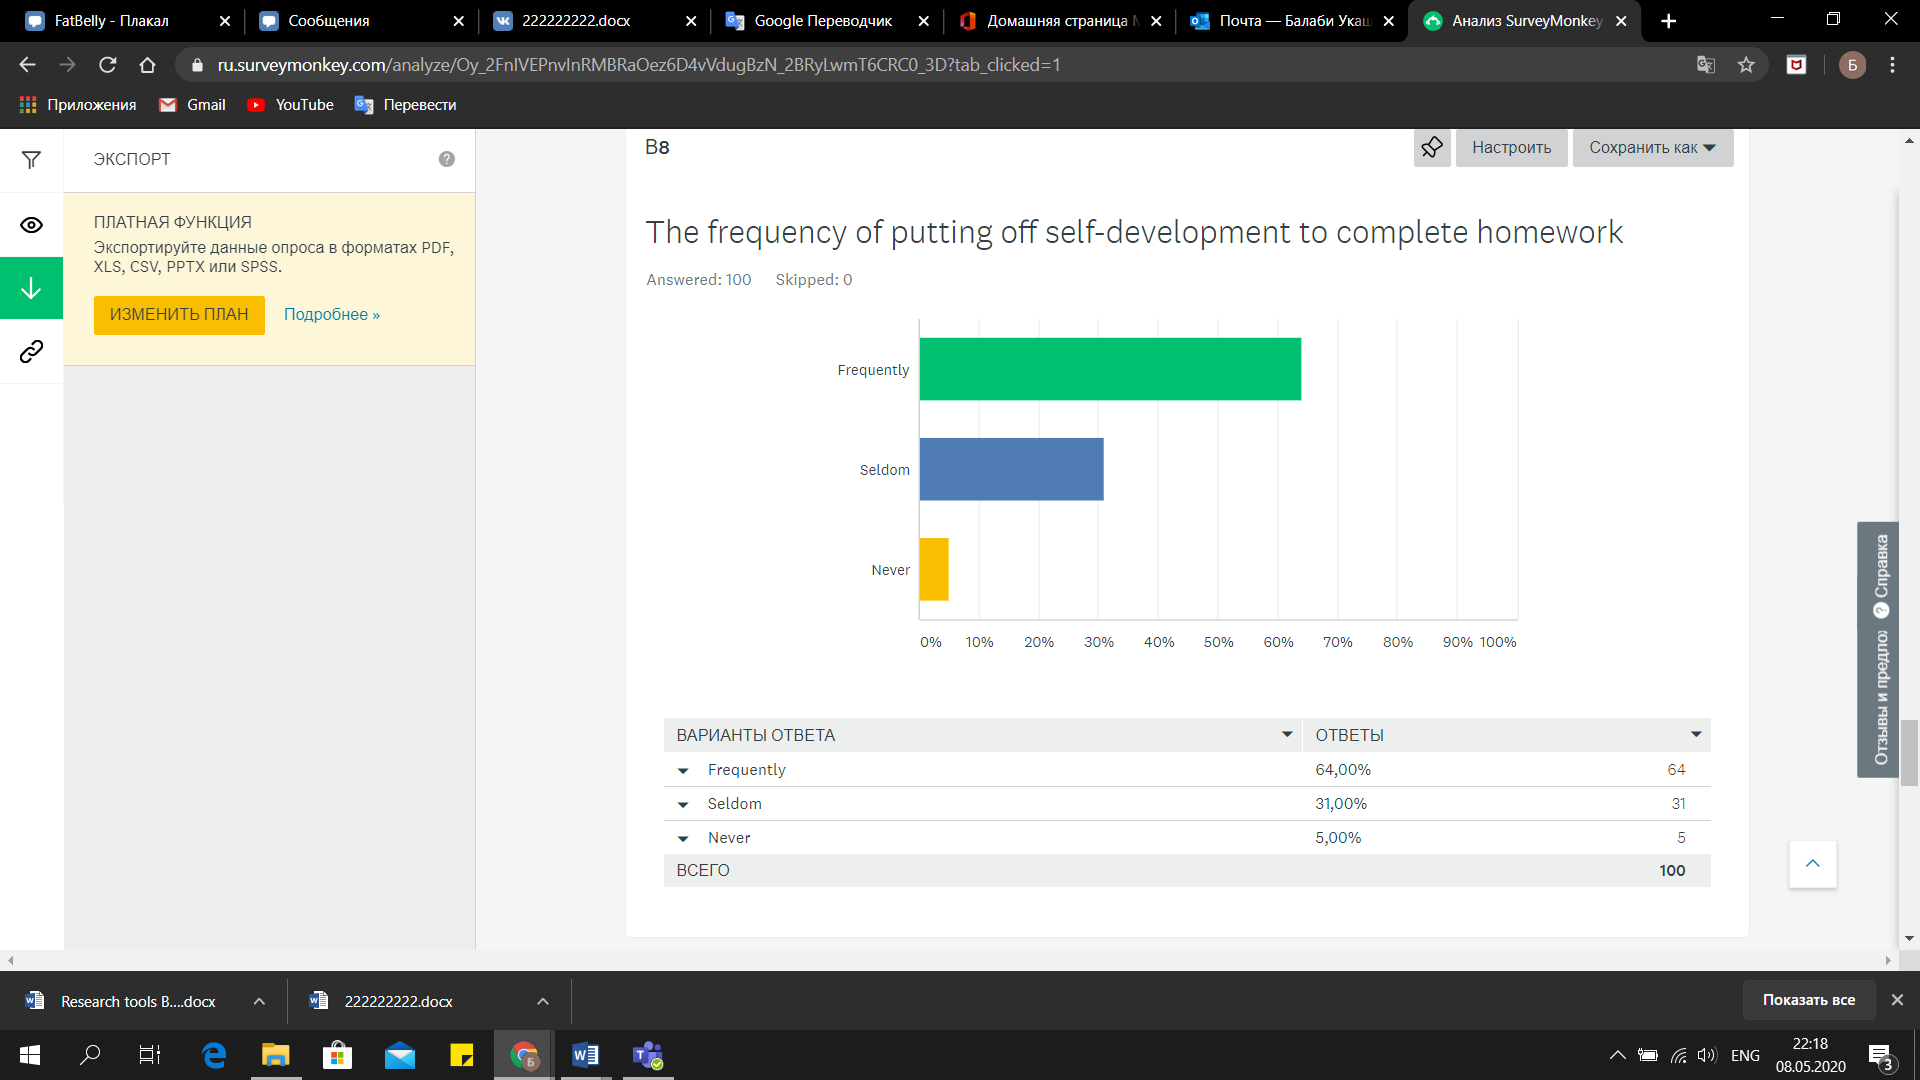 FatBelly - Плакал
Сообщения
222222222.docx
Google Переводчик
Домашняя страница
Почта — Балаби Укаш
Анализ SurveyMonkey
ru.surveymonkey.com/analyze/Oy_2FnIVEPnvInRMBRaOez6D4vVdugBzN_2BRyLwmT6CRC0_3D?tab_clicked=1
Б
Приложения
Gmail
YouTube
Перевести
ЭКСПОРТ
?
ПЛАТНАЯ ФУНКЦИЯ
Экспортируйте данные опроса в форматах PDF,
XLS, CSV, PPTX или SPSS.
ИЗМЕНИТЬ ПЛАН
Подробнее »
В8
Настроить
Сохранить как
The frequency of putting off self-development to complete homework
Answered: 100 Skipped: 0
Frequently
Seldom
Never
0% 10% 20% 30% 40% 50% 60% 70% 80% 90% 100%
ВАРИАНТЫ ОТВЕТА ОТВЕТЫ
Frequently 64,00% 64
Seldom 31,00% 31
Never 5,00% 5
ВСЕГО 100
Отзывы и предло: ? Справка
Research tools B....docx
222222222.docx
Показать все
ENG
22:18
08.05.2020
3